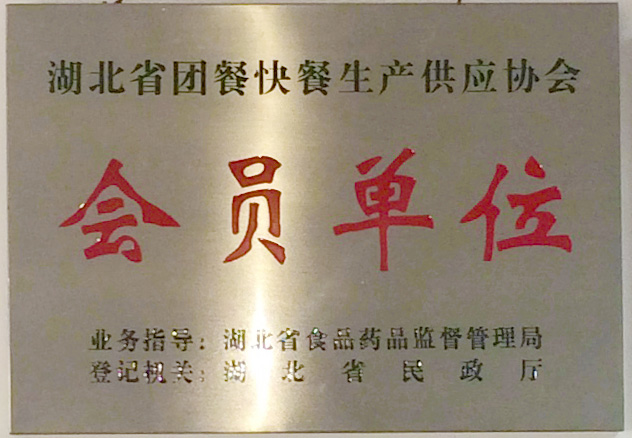 湖北省团餐快餐生产供应协会
会员单位
业务指导：湖北省食品药品监督管理局
登记机关：湖北省民政厅